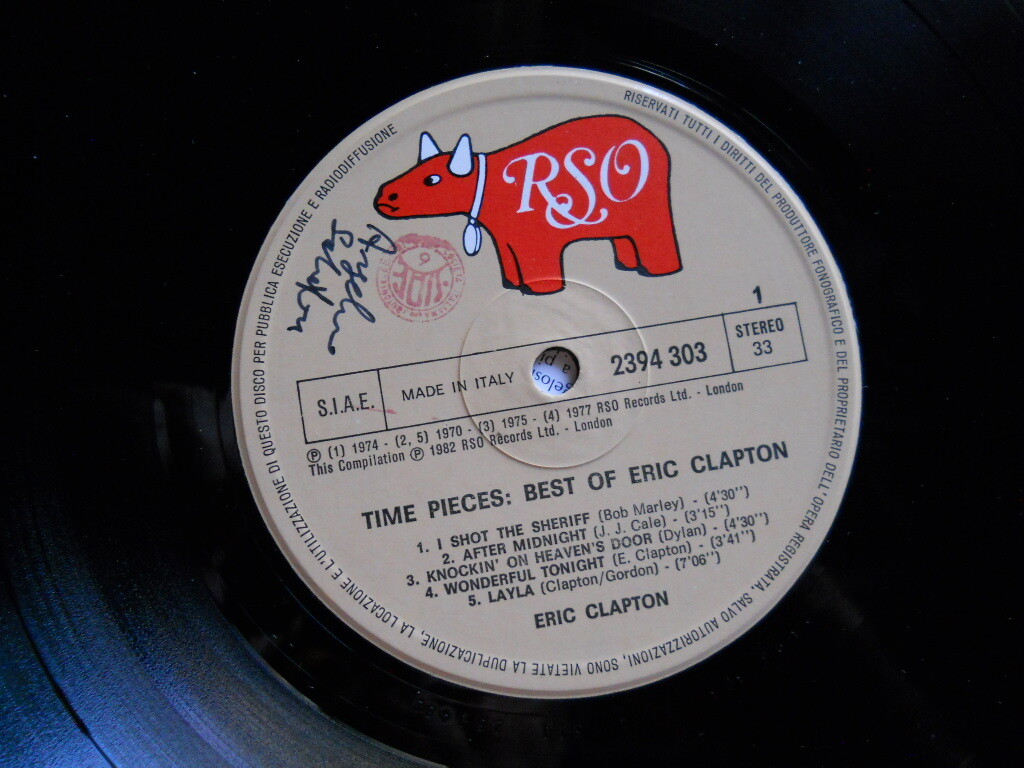 RSO
RISERVATI TUTTI I DIRITTI DEL PRODUTTORE FONOGRAFICO E DEL PROPRIETARIO DELL'OPERA REGISTRATA. SALVO AUTORIZZAZIONI, SONO VIETATE LA DUPLICAZIONE, LA LOCAZIONE E L'UTILIZZAZIONE DI QUESTO DISCO PER PUBBLICA ESECUZIONE E RADIODIFFUSIONE
1
S.I.A.E. MADE IN ITALY 2394 303 STEREO
33
℗ (1) 1974 - (2, 5) 1970 - (3) 1975 - (4) 1977 RSO Records Ltd. - London
This Compilation ℗ 1982 RSO Records Ltd. - London
TIME PIECES: BEST OF ERIC CLAPTON
1. I SHOT THE SHERIFF (Bob Marley) - (4'30'')
2. AFTER MIDNIGHT (J. J. Cale) - (3'15'')
3. KNOCKIN' ON HEAVEN'S DOOR (Dylan) - (4'30'')
4. WONDERFUL TONIGHT (E. Clapton) - (3'41'')
5. LAYLA (Clapton/Gordon) - (7'06'')
ERIC CLAPTON